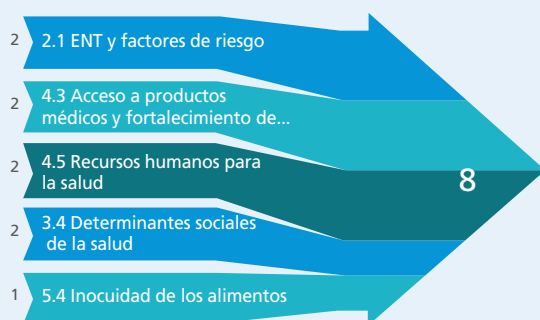 2 2.1 ENT y factores de riesgo
2 4.3 Acceso a productos
médicos y fortalecimiento de...
2 4.5 Recursos humanos para
la salud
8
2 3.4 Determinantes sociales
de la salud
1 5.4 Inocuidad de los alimentos